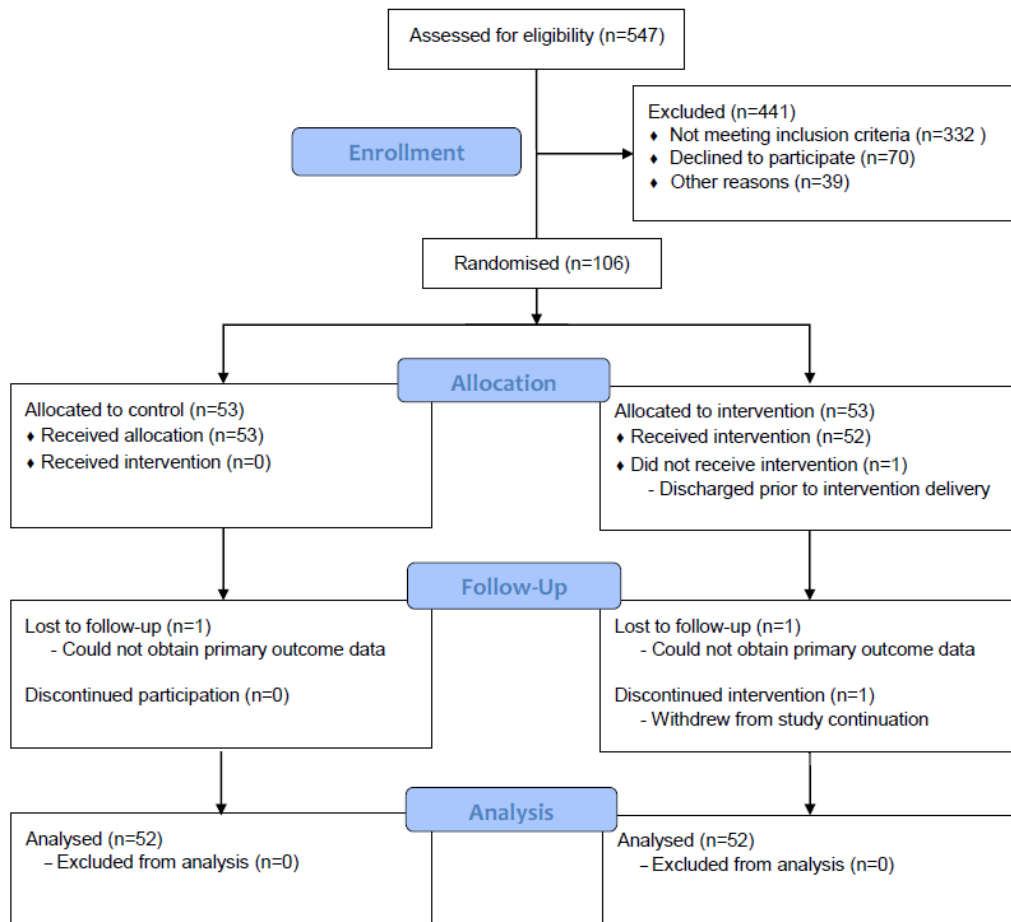 Assessed for eligibility (n=547)
Excluded (n=441)
♦ Not meeting inclusion criteria (n=332 )
♦ Declined to participate (n=70)
♦ Other reasons (n=39)
Enrollment
Randomised (n=106)
Allocation
Allocated to control (n=53)
♦ Received allocation (n=53)
♦ Received intervention (n=0)
Allocated to intervention (n=53)
♦ Received intervention (n=52)
♦ Did not receive intervention (n=1)
- Discharged prior to intervention delivery
Follow-Up
Lost to follow-up (n=1)
- Could not obtain primary outcome data
Discontinued participation (n=0)
Lost to follow-up (n=1)
- Could not obtain primary outcome data
Discontinued intervention (n=1)
- Withdrew from study continuation
Analysis
Analysed (n=52)
– Excluded from analysis (n=0)
Analysed (n=52)
– Excluded from analysis (n=0)